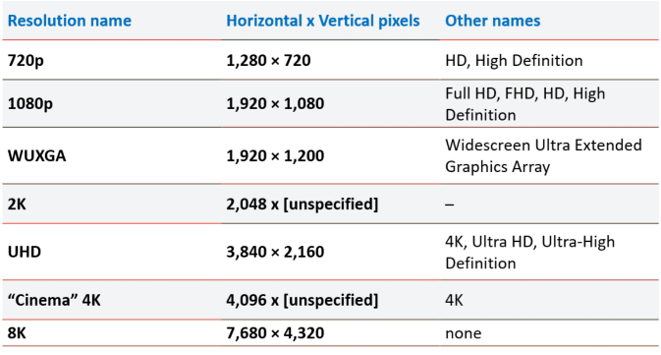 Resolution name Horizontal x Vertical pixels Other names
720p 1,280 × 720 HD, High Definition
1080p 1,920 × 1,080 Full HD, FHD, HD, High
Definition
WUXGA 1,920 × 1,200 Widescreen Ultra Extended
Graphics Array
2K 2,048 x [unspecified] –
UHD 3,840 × 2,160 4K, Ultra HD, Ultra-High
Definition
“Cinema” 4K 4,096 x [unspecified] 4K
8K 7,680 × 4,320 none